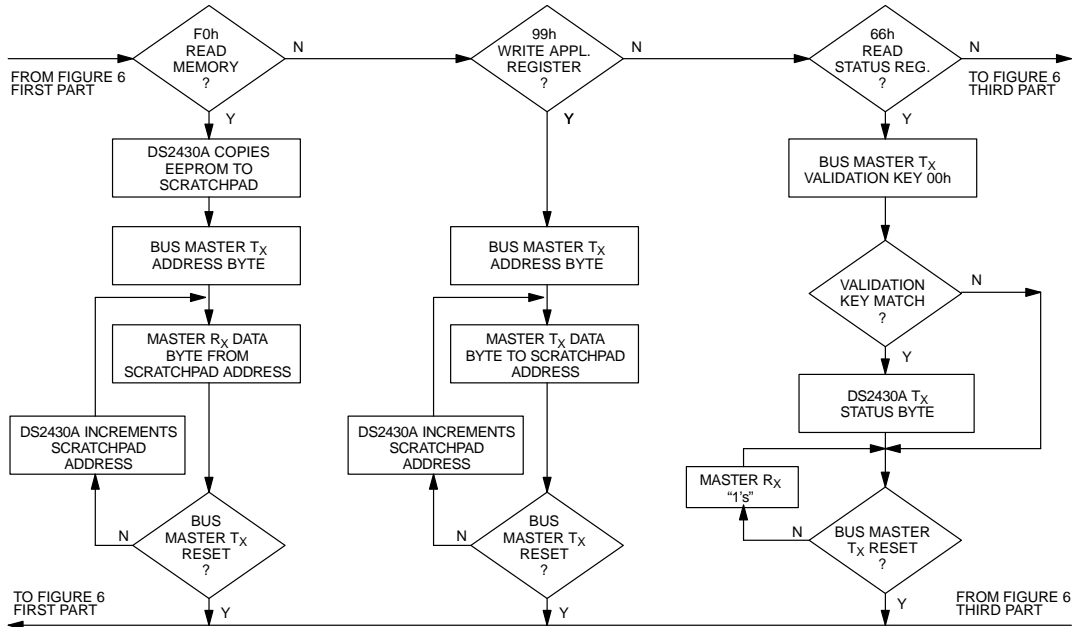 F0h
READ
MEMORY
?
N
FROM FIGURE 6
FIRST PART
Y
DS2430A COPIES
EEPROM TO
SCRATCHPAD
BUS MASTER TX
ADDRESS BYTE
MASTER RX DATA
BYTE FROM
SCRATCHPAD ADDRESS
DS2430A INCREMENTS
SCRATCHPAD
ADDRESS
BUS
MASTER TX
RESET
?
N
Y
TO FIGURE 6
FIRST PART
99h
WRITE APPL.
REGISTER
?
N
Y
BUS MASTER TX
ADDRESS BYTE
MASTER TX DATA
BYTE TO SCRATCHPAD
ADDRESS
DS2430A INCREMENTS
SCRATCHPAD
ADDRESS
BUS
MASTER TX
RESET
?
N
Y
66h
READ
STATUS REG.
?
N
TO FIGURE 6
THIRD PART
Y
BUS MASTER TX
VALIDATION KEY 00h
VALIDATION
KEY MATCH
?
N
Y
DS2430A TX
STATUS BYTE
MASTER RX
“1's”
BUS MASTER
TX RESET
?
N
Y
FROM FIGURE 6
THIRD PART